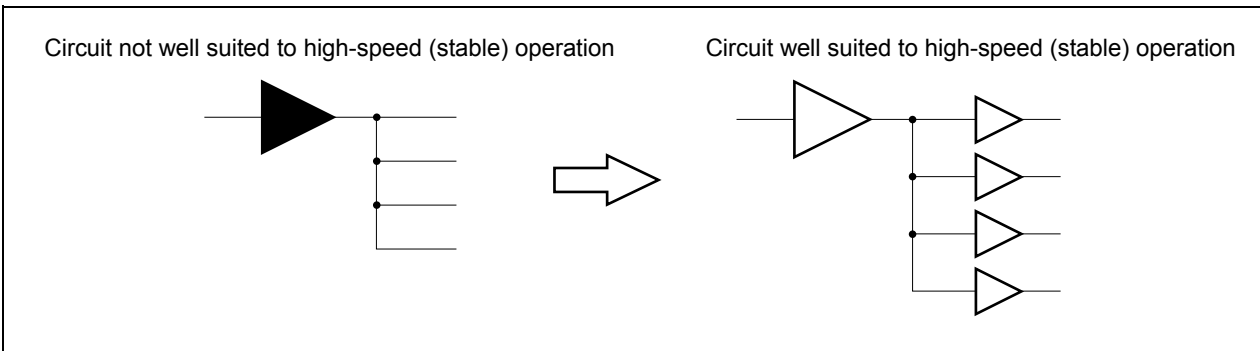 Circuit not well suited to high-speed (stable) operation
Circuit well suited to high-speed (stable) operation